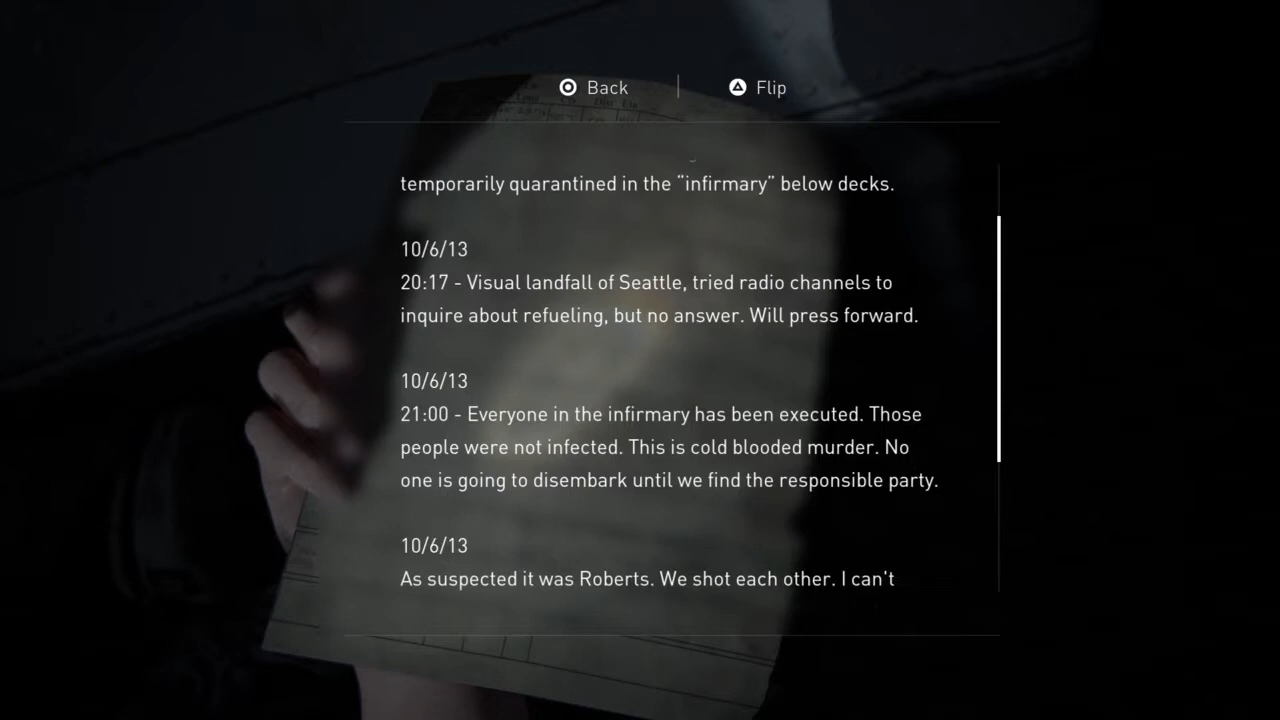 Back
Flip
temporarily quarantined in the “infirmary” below decks.
10/6/13
20:17 - Visual landfall of Seattle, tried radio channels to
inquire about refueling, but no answer. Will press forward.
10/6/13
21:00 - Everyone in the infirmary has been executed. Those
people were not infected. This is cold blooded murder. No
one is going to disembark until we find the responsible party.
10/6/13
As suspected it was Roberts. We shot each other. I can't